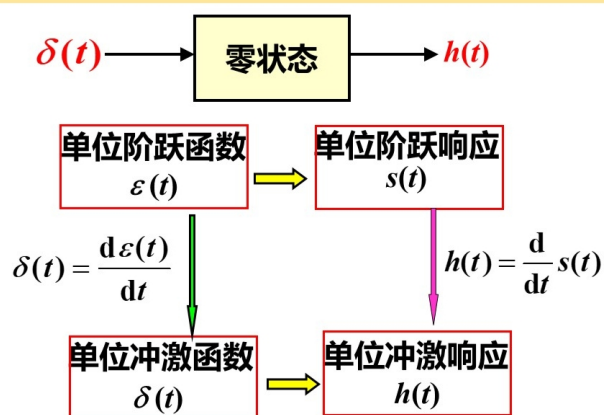 δ(t) 零状态 h(t)
单位阶跃函数
ε(t)
单位阶跃响应
s(t)
δ(t) = dε(t)/dt
h(t) = d/dt s(t)
单位冲激函数
δ(t)
单位冲激响应
h(t)